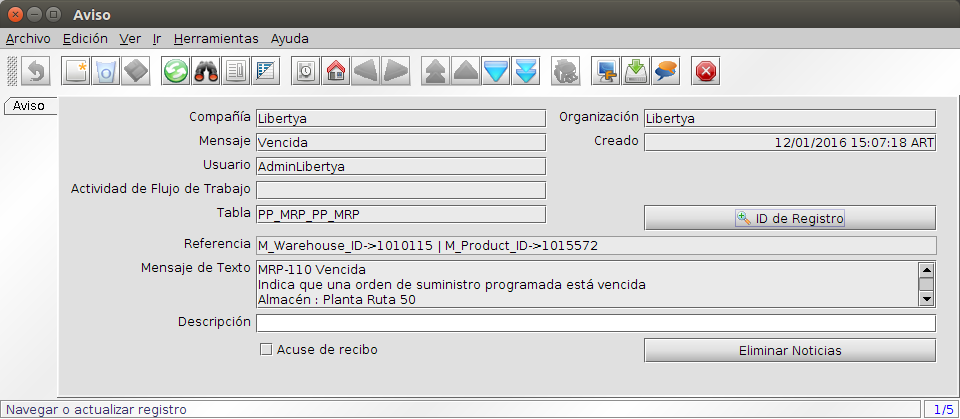 Aviso
Archivo Edición Ver Ir Herramientas Ayuda
Aviso
Compañía Libertya Organización Libertya
Mensaje Vencida Creado 12/01/2016 15:07:18 ART
Usuario AdminLibertya
Actividad de Flujo de Trabajo
Tabla PP_MRP_PP_MRP ID de Registro
Referencia M_Warehouse_ID->1010115 | M_Product_ID->1015572
Mensaje de Texto MRP-110 Vencida
Indica que una orden de suministro programada está vencida
Almacén : Planta Ruta 50
Descripción
Acuse de recibo Eliminar Noticias
Navegar o actualizar registro 1/5